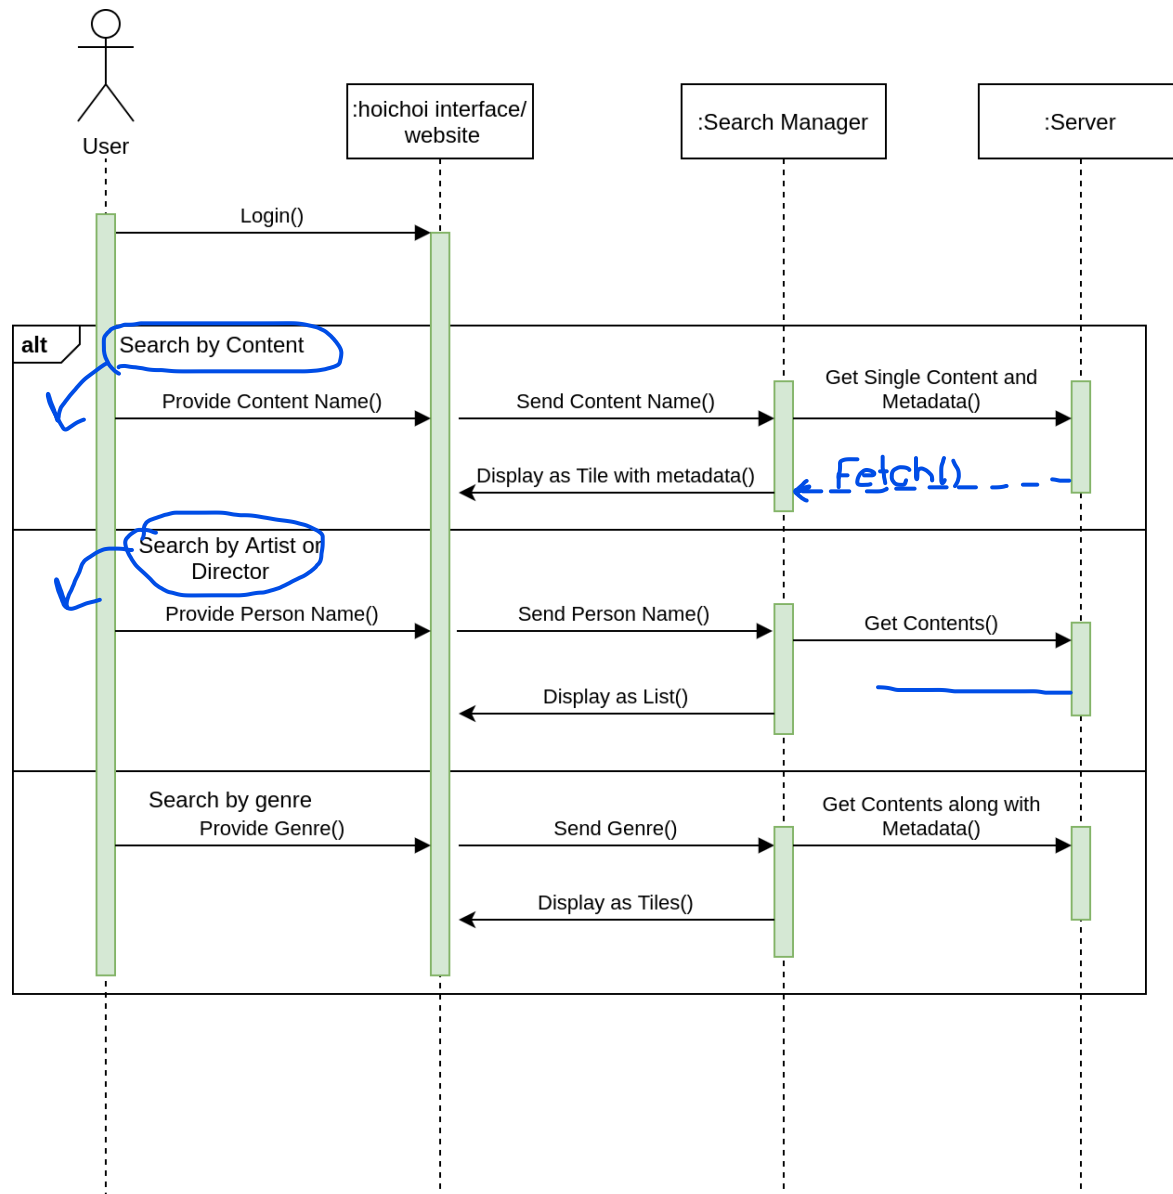 User
:hoichoi interface/
website
:Search Manager
:Server
Login()
alt
Search by Content
Provide Content Name()
Send Content Name()
Get Single Content and
Metadata()
Display as Tile with metadata()
Fetch()
Search by Artist or
Director
Provide Person Name()
Send Person Name()
Get Contents()
Display as List()
Search by genre
Provide Genre()
Send Genre()
Get Contents along with
Metadata()
Display as Tiles()